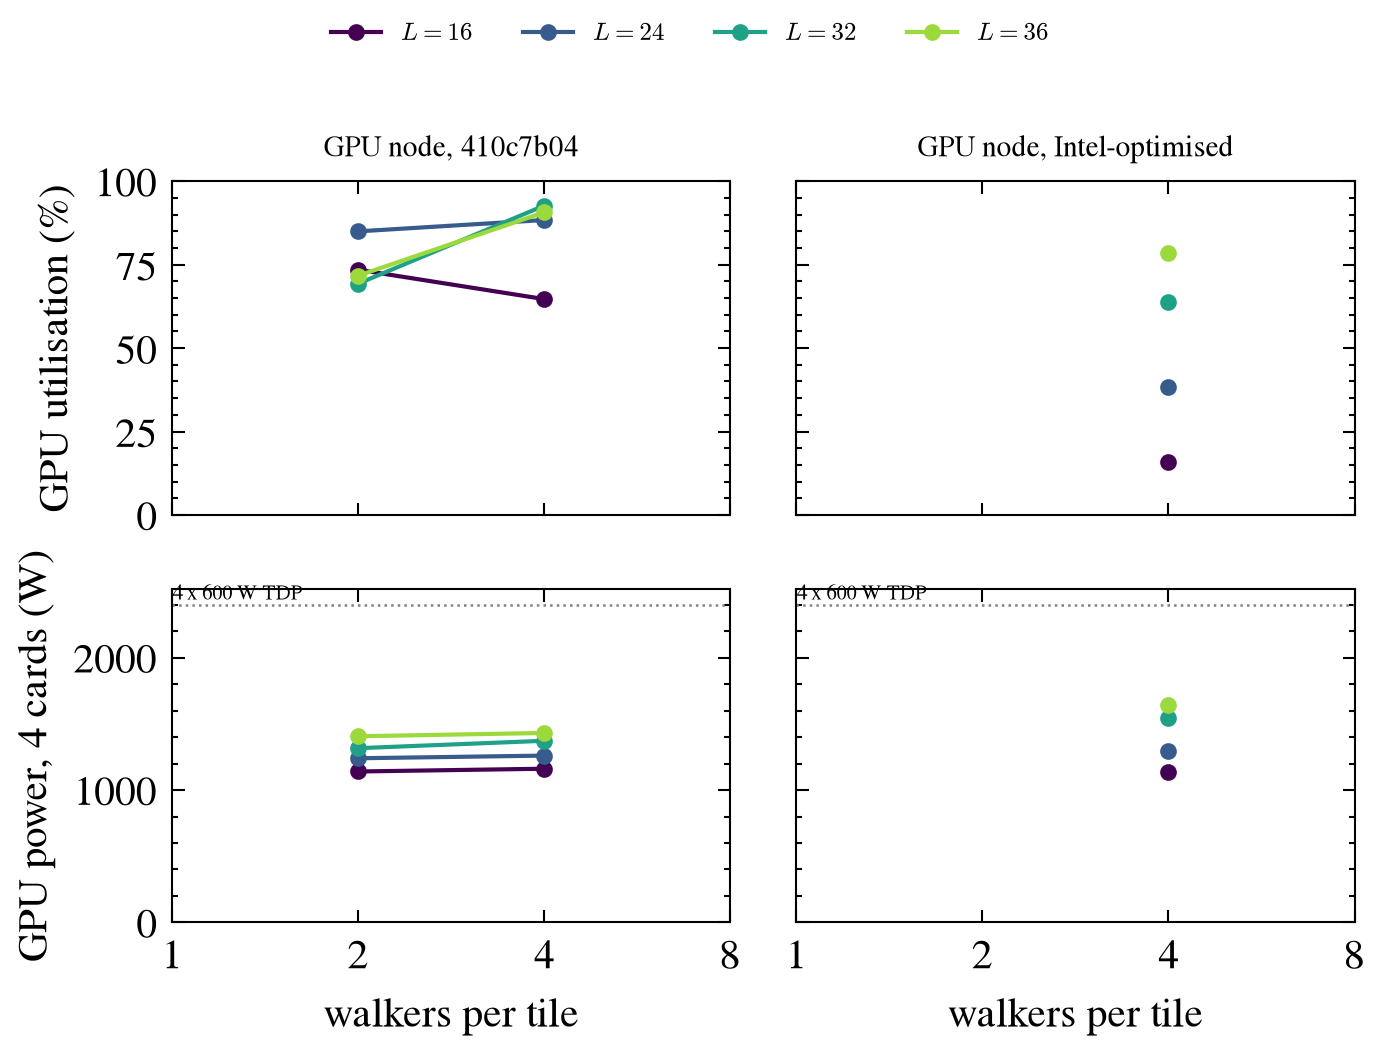 L = 16
L = 24
L = 32
L = 36
GPU node, 410c7b04
GPU node, Intel-optimised
GPU utilisation (%)
100
75
50
25
0
GPU power, 4 cards (W)
4 x 600 W TDP
4 x 600 W TDP
2000
1000
0
1
2
4
8
1
2
4
8
walkers per tile
walkers per tile